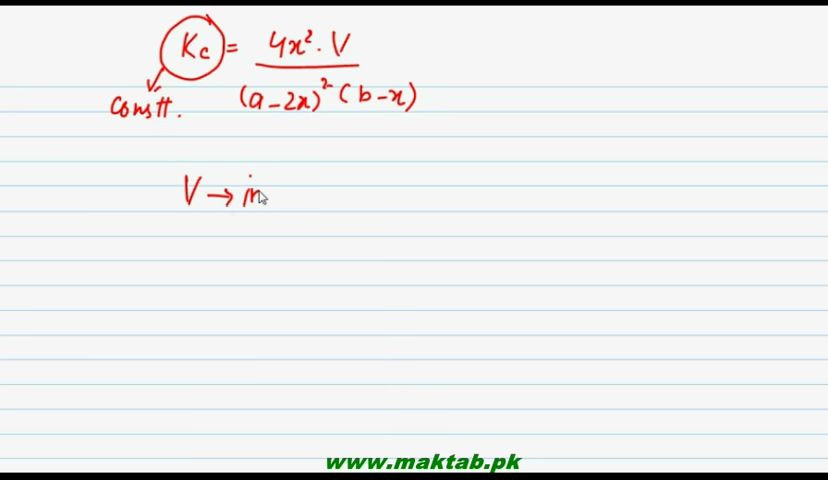 Kc = 4x² · V
(a – 2x)² (b – x)
Constt.
V → in
www.maktab.pk